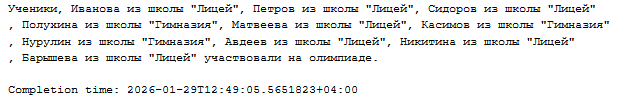 Ученики, Иванова из школы "Лицей", Петров из школы "Лицей", Сидоров из школы "Лицей"
, Полухина из школы "Гимназия", Матвеева из школы "Лицей", Касимов из школы "Гимназия"
, Нурулин из школы "Гимназия", Авдеев из школы "Лицей", Никитина из школы "Лицей"
, Барышева из школы "Лицей" участвовали на олимпиаде.
Completion time: 2026-01-29T12:49:05.5651823+04:00